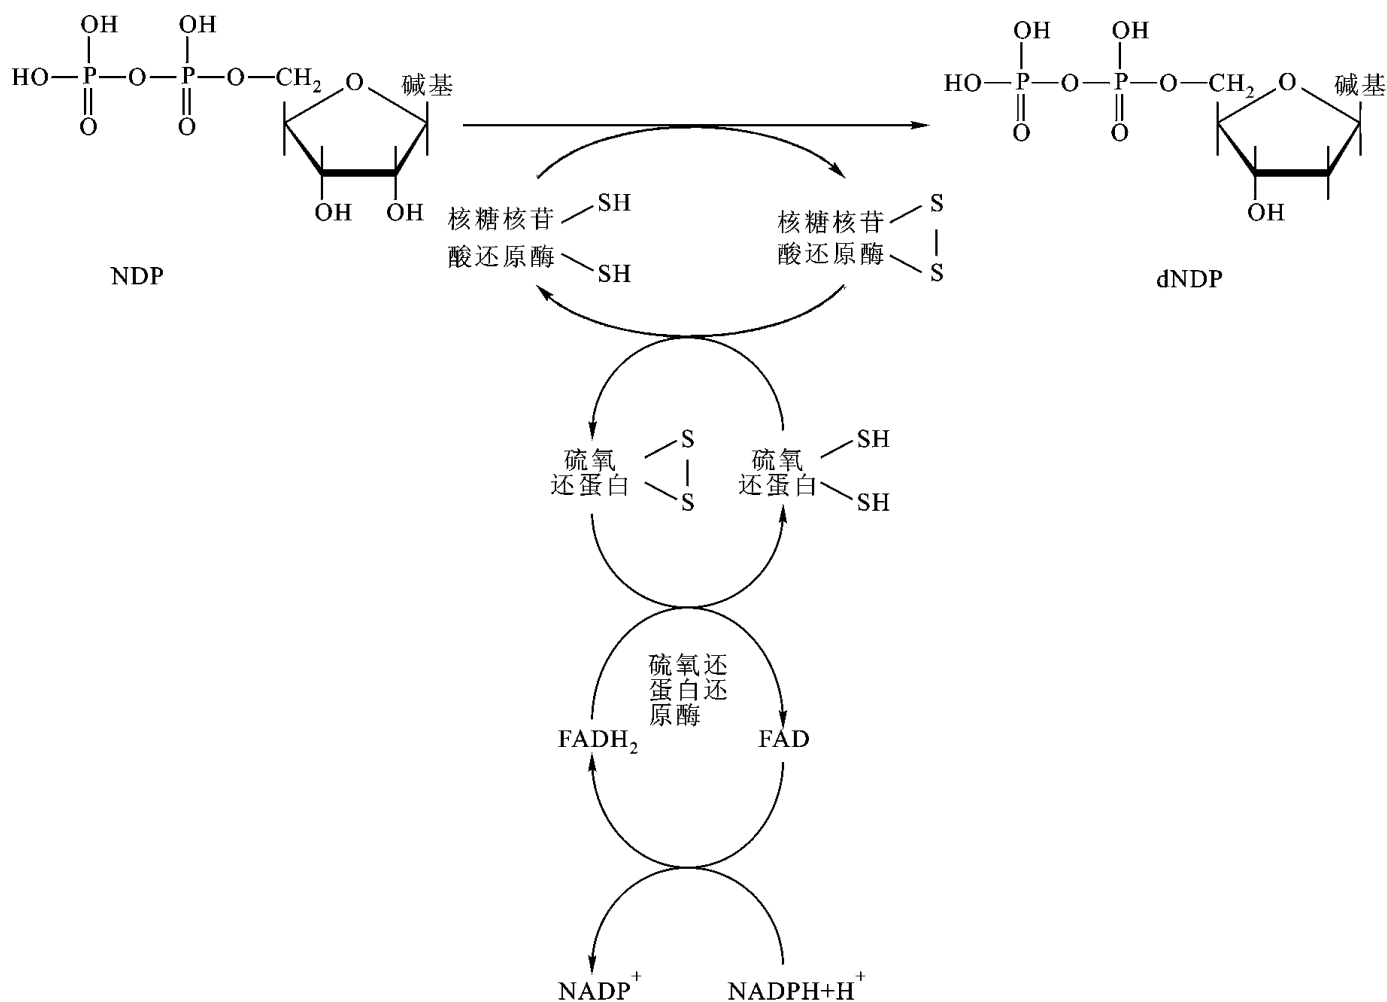 OH OH
HO—P—O—P—O—CH₂ O 碱基
O O
OH OH
NDP
OH OH
HO—P—O—P—O—CH₂ O 碱基
O O
OH
dNDP
核糖核苷 SH
酸还原酶 SH
核糖核苷 S
酸还原酶 S
硫氧
还蛋白
S
S
硫氧
还蛋白
SH
SH
硫氧还
蛋白还
原酶
FADH₂ FAD
NADP⁺ NADPH+H⁺